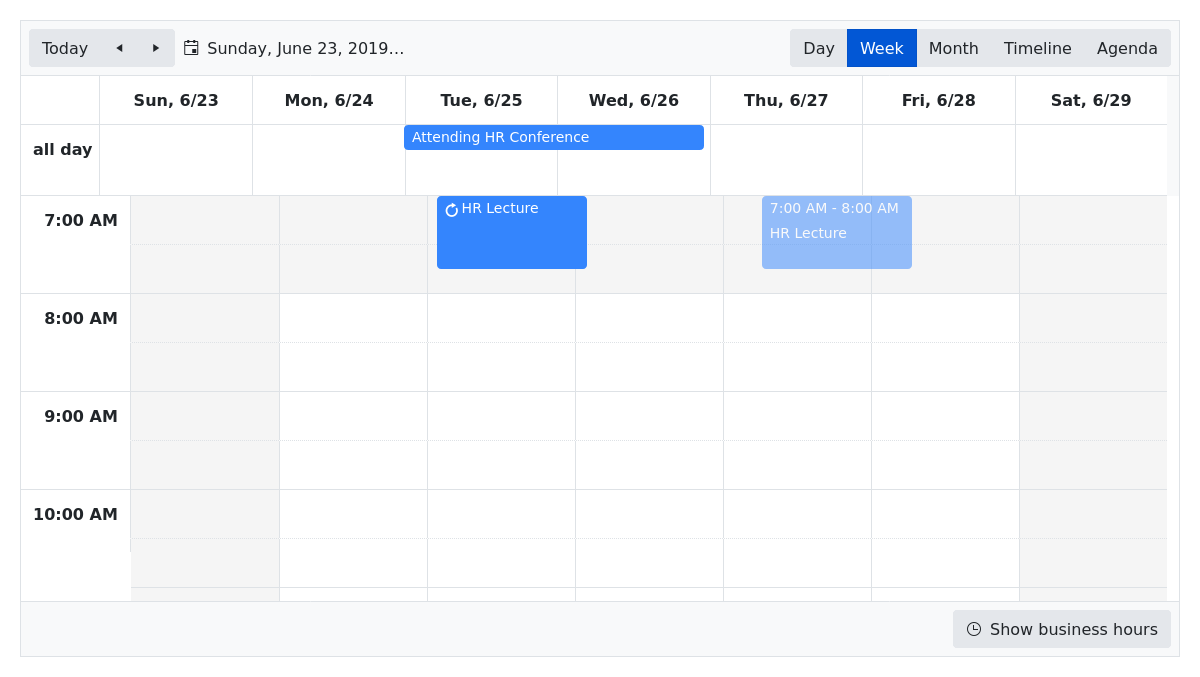 Today
Sunday, June 23, 2019...
Day Week Month Timeline Agenda
Sun, 6/23 Mon, 6/24 Tue, 6/25 Wed, 6/26 Thu, 6/27 Fri, 6/28 Sat, 6/29
all day
Attending HR Conference
7:00 AM
HR Lecture
7:00 AM - 8:00 AM
HR Lecture
8:00 AM
9:00 AM
10:00 AM
Show business hours